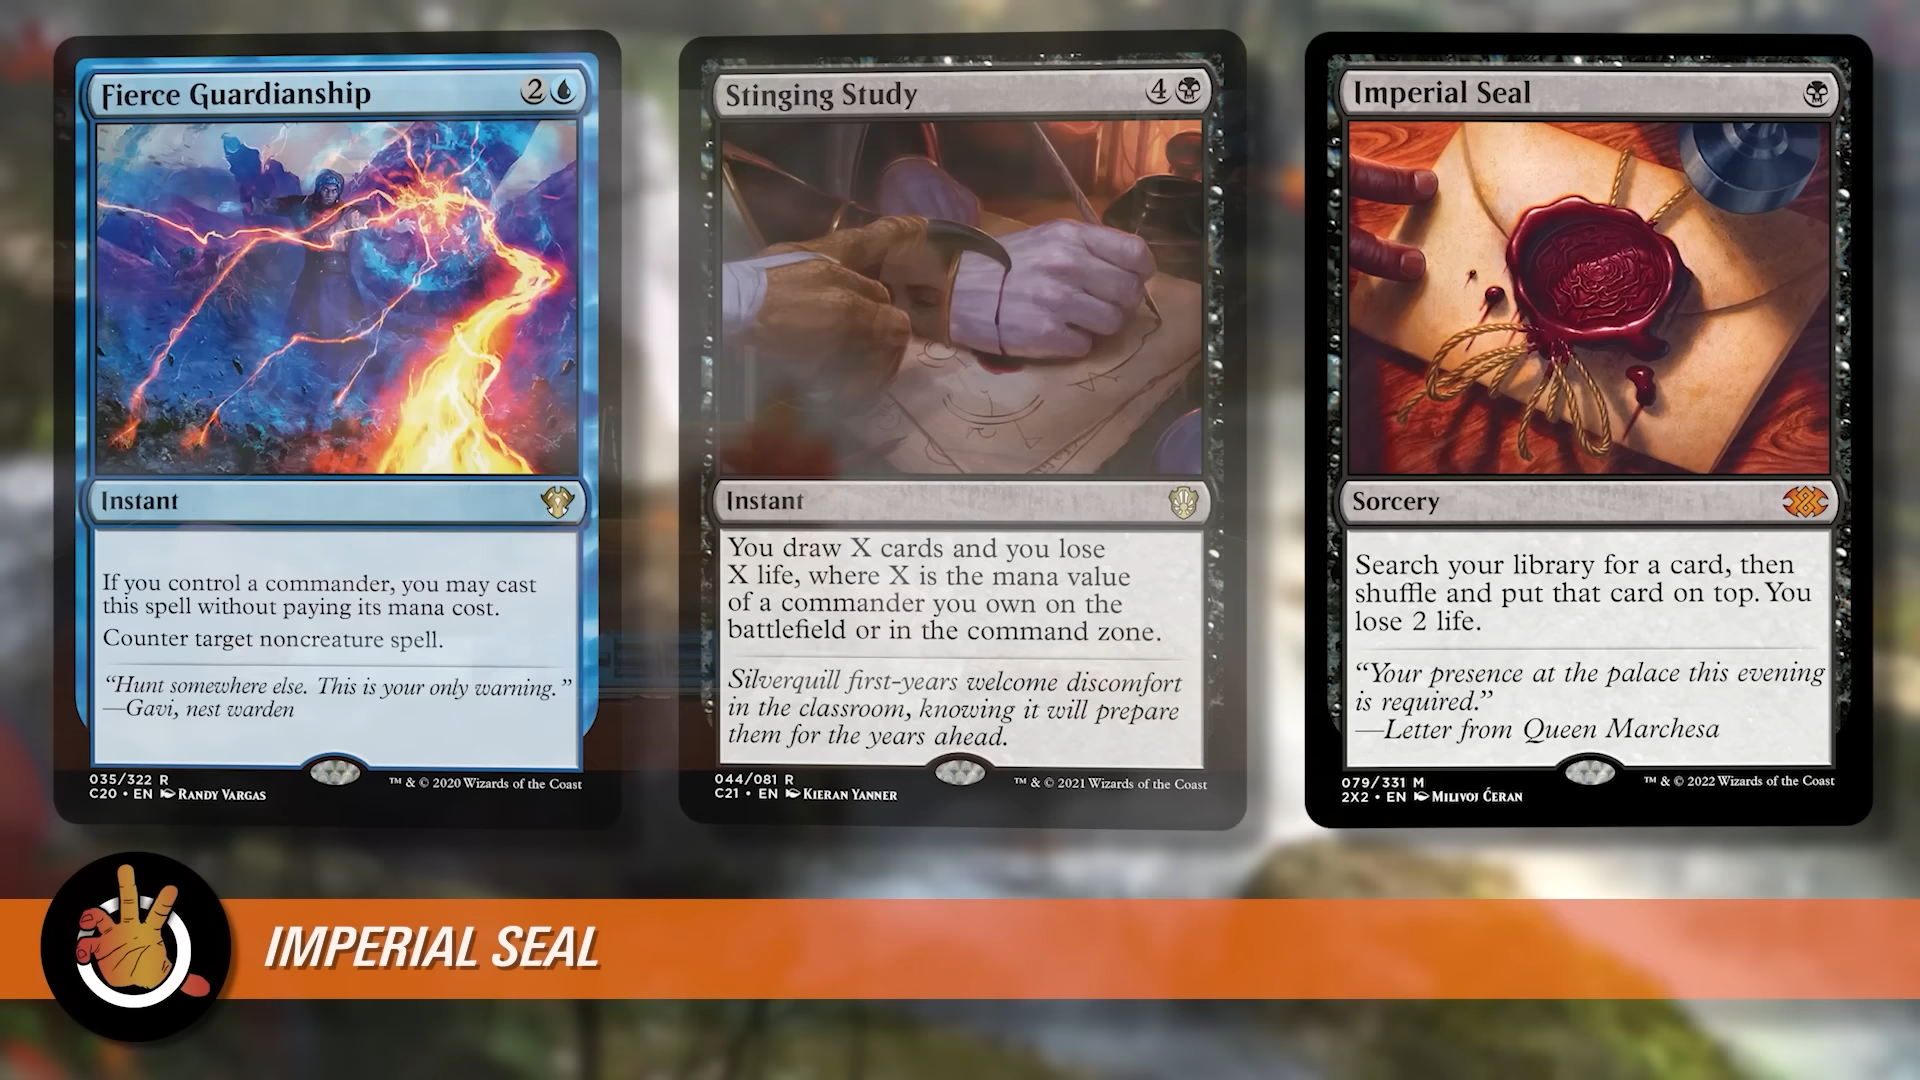 Fierce Guardianship 2
Instant
If you control a commander, you may cast
this spell without paying its mana cost.
Counter target noncreature spell.
“Hunt somewhere else. This is your only warning.”
—Gavi, nest warden
035/322 R
C20 • EN RANDY VARGAS
™ & © 2020 Wizards of the Coast
Stinging Study 4
Instant
You draw X cards and you lose
X life, where X is the mana value
of a commander you own on the
battlefield or in the command zone.
Silverquill first-years welcome discomfort
in the classroom, knowing it will prepare
them for the years ahead.
044/081 R
C21 • EN KIERAN YANNER
™ & © 2021 Wizards of the Coast
Imperial Seal
Sorcery
Search your library for a card, then
shuffle and put that card on top. You
lose 2 life.
“Your presence at the palace this evening
is required.”
—Letter from Queen Marchesa
079/331 M
2X2 • EN MILIVOJ ĆERAN
™ & © 2022 Wizards of the Coast
IMPERIAL SEAL